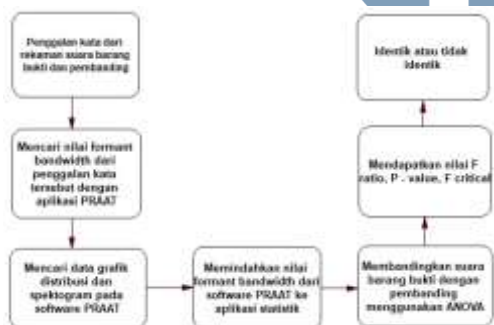 Penggalan kata dari
rekaman suara barang
bukti dan pembanding
Mencari nilai formant
bandwidth dari
penggalan kata
tersebut dengan
aplikasi PRAAT
Mencari data grafik
distribusi dan
spektogram pada
software PRAAT
Memindahkan nilai
formant bandwidth dari
software PRAAT ke
aplikasi statistik
Membandingkan suara
barang bukti dengan
pembanding
menggunakan ANOVA
Mendapatkan nilai F
ratio, P - value, F critical
Identik atau tidak
identik